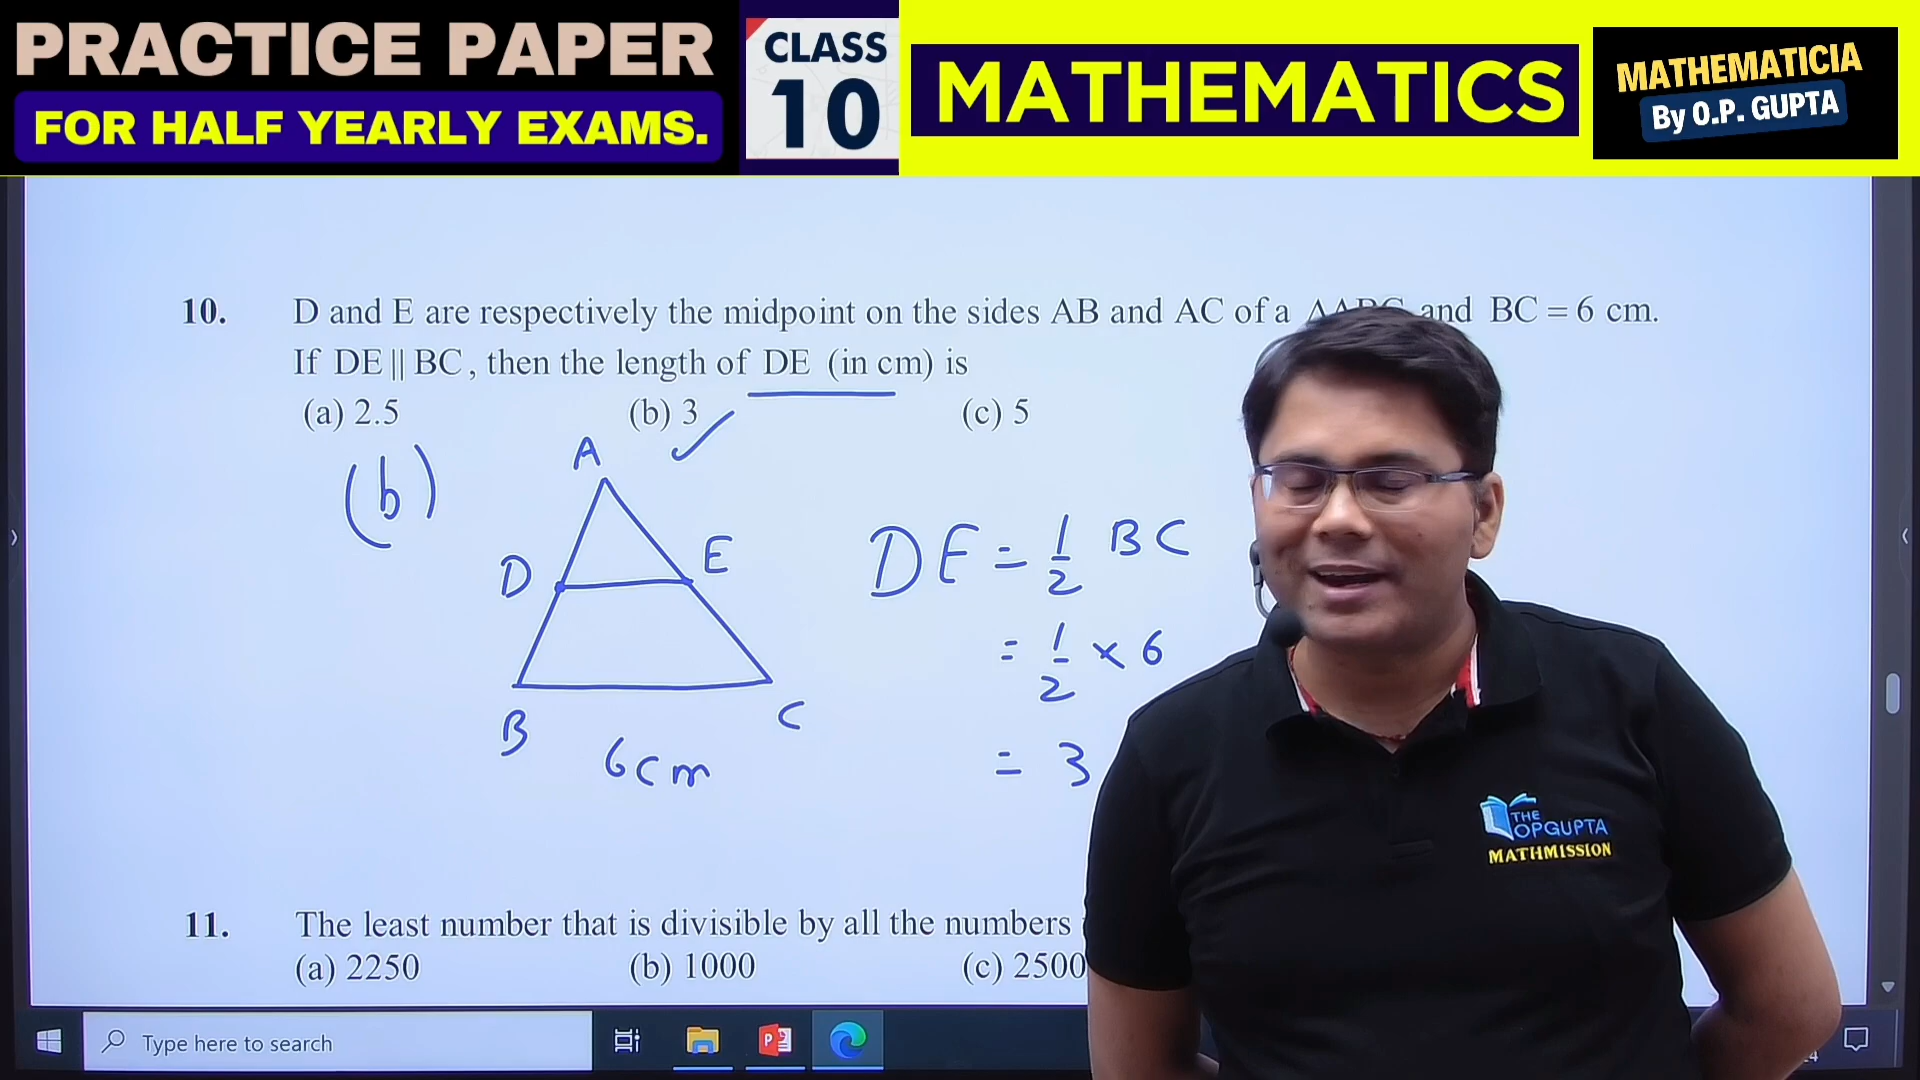 PRACTICE PAPER
FOR HALF YEARLY EXAMS.
CLASS
10
MATHEMATICS
MATHEMATICIA
By O.P. GUPTA
10. D and E are respectively the midpoint on the sides AB and AC of a and BC = 6 cm.
If DE || BC, then the length of DE (in cm) is
(a) 2.5 (b) 3 (c) 5
(b)
A
D
E
B
C
6cm
DE = 1/2 BC
= 1/2 × 6
= 3
THE
OPGUPTA
MATHMISSION
11. The least number that is divisible by all the numbers
(a) 2250 (b) 1000 (c) 2500
Type here to search